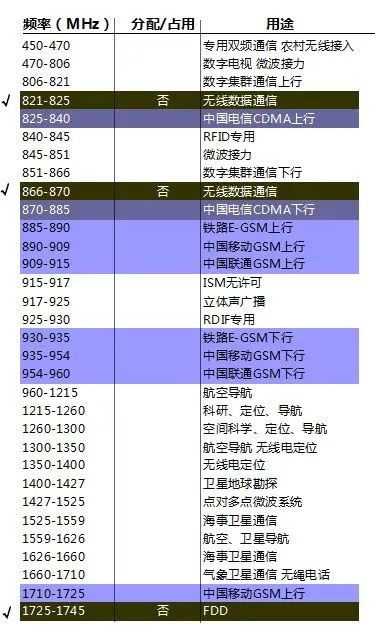 频率（MHz） 分配/占用 用途
450-470 专用双频通信 农村无线接入
470-806 数字电视 微波接力
806-821 数字集群通信上行
√ 821-825 否 无线数据通信
825-840 中国电信CDMA上行
840-845 RFID专用
845-851 微波接力
851-866 数字集群通信下行
√ 866-870 否 无线数据通信
870-885 中国电信CDMA下行
885-890 铁路E-GSM上行
890-909 中国移动GSM上行
909-915 中国联通GSM上行
915-917 ISM无许可
917-925 立体声广播
925-930 RDIF专用
930-935 铁路E-GSM下行
935-954 中国移动GSM下行
954-960 中国联通GSM下行
960-1215 航空导航
1215-1260 科研、定位、导航
1260-1300 空间科学、定位、导航
1300-1350 航空导航 无线电定位
1350-1400 无线电定位
1400-1427 卫星地球勘探
1427-1525 点对多点微波系统
1525-1559 海事卫星通信
1559-1626 航空、卫星导航
1626-1660 海事卫星通信
1660-1710 气象卫星通信 无绳电话
1710-1725 中国移动GSM上行
√ 1725-1745 否 FDD